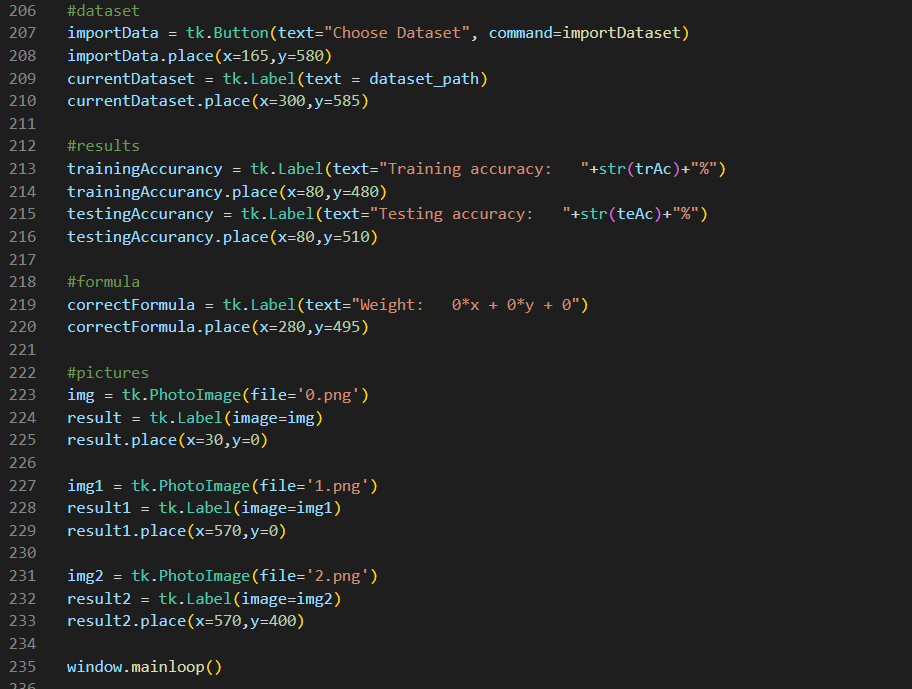 206 #dataset
207 importData = tk.Button(text="Choose Dataset", command=importDataset)
208 importData.place(x=165,y=580)
209 currentDataset = tk.Label(text = dataset_path)
210 currentDataset.place(x=300,y=585)
211
212 #results
213 trainingAccurancy = tk.Label(text="Training accuracy:   "+str(trAc)+"%")
214 trainingAccurancy.place(x=80,y=480)
215 testingAccurancy = tk.Label(text="Testing accuracy:   "+str(teAc)+"%")
216 testingAccurancy.place(x=80,y=510)
217
218 #formula
219 correctFormula = tk.Label(text="Weight:   0*x + 0*y + 0")
220 correctFormula.place(x=280,y=495)
221
222 #pictures
223 img = tk.PhotoImage(file='0.png')
224 result = tk.Label(image=img)
225 result.place(x=30,y=0)
226
227 img1 = tk.PhotoImage(file='1.png')
228 result1 = tk.Label(image=img1)
229 result1.place(x=570,y=0)
230
231 img2 = tk.PhotoImage(file='2.png')
232 result2 = tk.Label(image=img2)
233 result2.place(x=570,y=400)
234
235 window.mainloop()
236